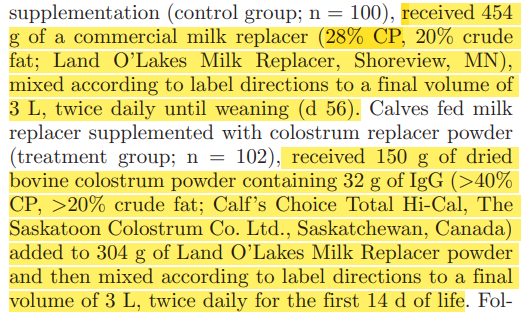 supplementation (control group; n = 100), received 454
g of a commercial milk replacer (28% CP, 20% crude
fat; Land O'Lakes Milk Replacer, Shoreview, MN),
mixed according to label directions to a final volume of
3 L, twice daily until weaning (d 56). Calves fed milk
replacer supplemented with colostrum replacer powder
(treatment group; n = 102), received 150 g of dried
bovine colostrum powder containing 32 g of IgG (>40%
CP, >20% crude fat; Calf's Choice Total Hi-Cal, The
Saskatoon Colostrum Co. Ltd., Saskatchewan, Canada)
added to 304 g of Land O'Lakes Milk Replacer powder
and then mixed according to label directions to a final
volume of 3 L, twice daily for the first 14 d of life. Fol-